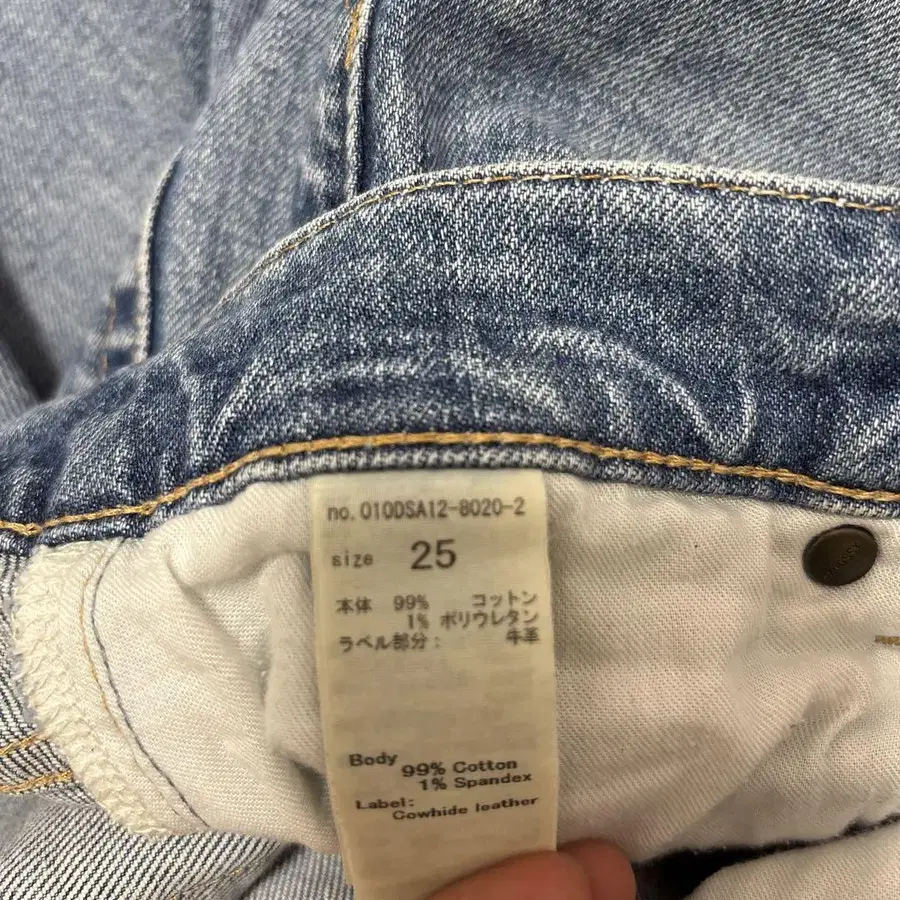 no. 010DSA12-8020-2
size 25
本体 99% コットン
1% ポリウレタン
ラベル部分: 牛革
Body 99% Cotton
1% Spandex
Label:
Cowhide leather